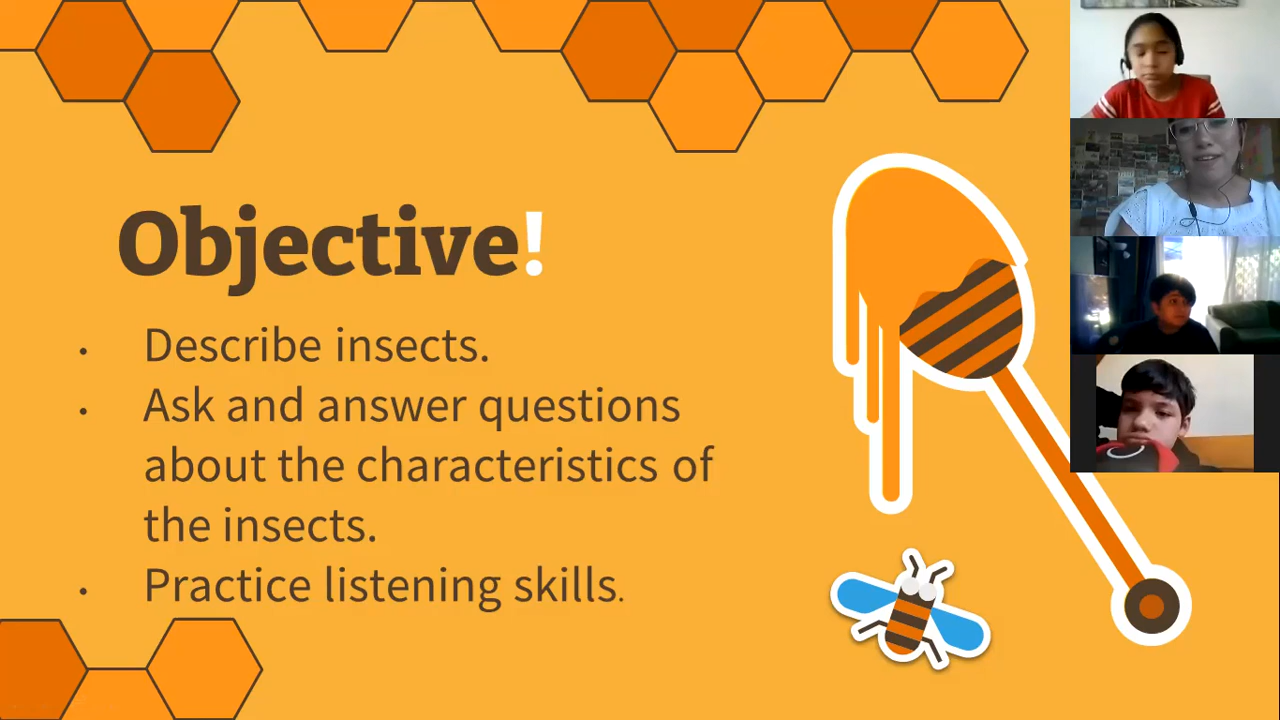 Objective!
• Describe insects.
• Ask and answer questions
about the characteristics of
the insects.
• Practice listening skills.